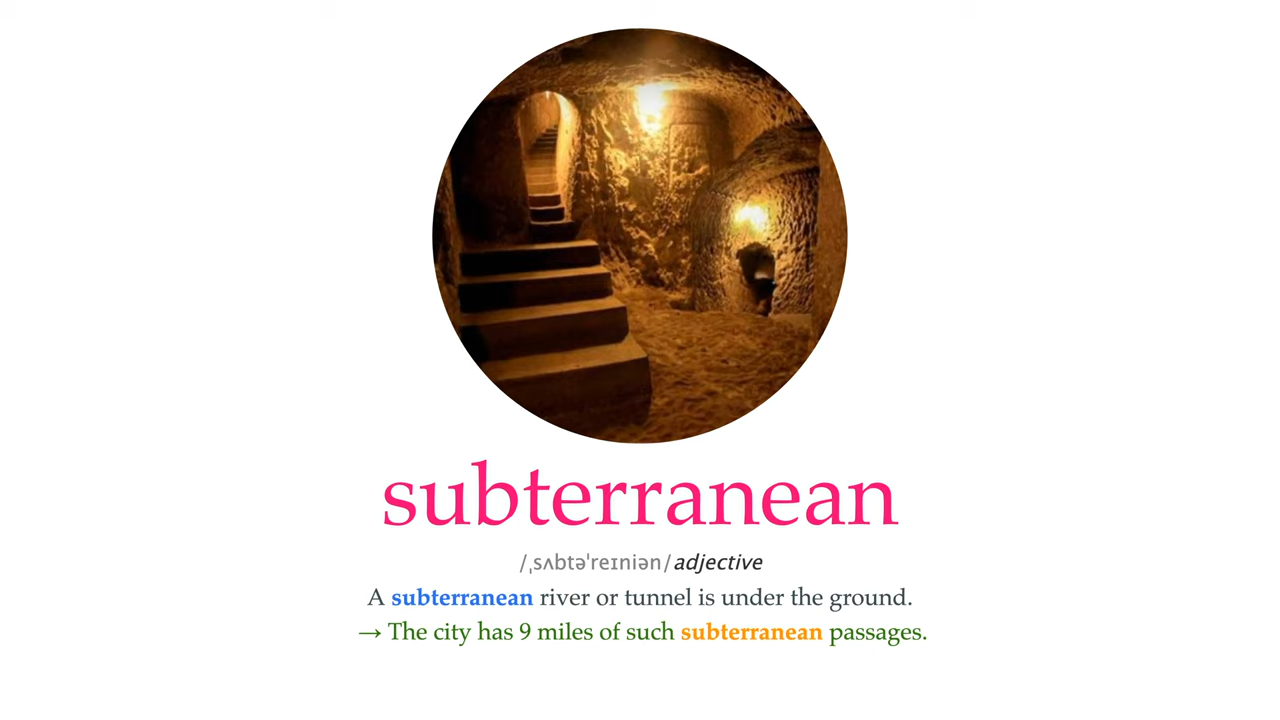 subterranean
/ˌsʌbtəˈreɪniən/adjective
A subterranean river or tunnel is under the ground.
→ The city has 9 miles of such subterranean passages.